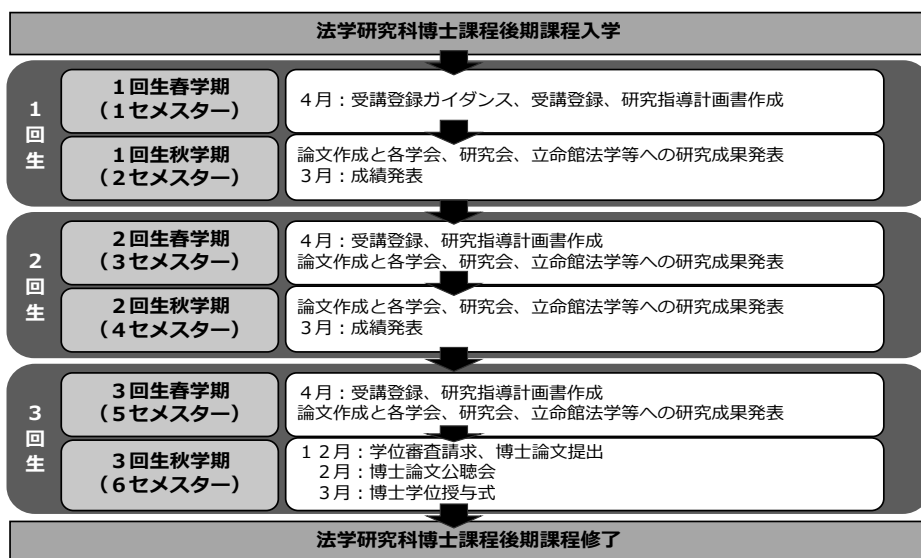 法学研究科博士課程後期課程入学
1
回
生
1回生春学期
（1セメスター）
4月：受講登録ガイダンス、受講登録、研究指導計画書作成
1回生秋学期
（2セメスター）
論文作成と各学会、研究会、立命館法学等への研究成果発表
3月：成績発表
2
回
生
2回生春学期
（3セメスター）
4月：受講登録、研究指導計画書作成
論文作成と各学会、研究会、立命館法学等への研究成果発表
2回生秋学期
（4セメスター）
論文作成と各学会、研究会、立命館法学等への研究成果発表
3月：成績発表
3
回
生
3回生春学期
（5セメスター）
4月：受講登録、研究指導計画書作成
論文作成と各学会、研究会、立命館法学等への研究成果発表
3回生秋学期
（6セメスター）
12月：学位審査請求、博士論文提出
2月：博士論文公聴会
3月：博士学位授与式
法学研究科博士課程後期課程修了